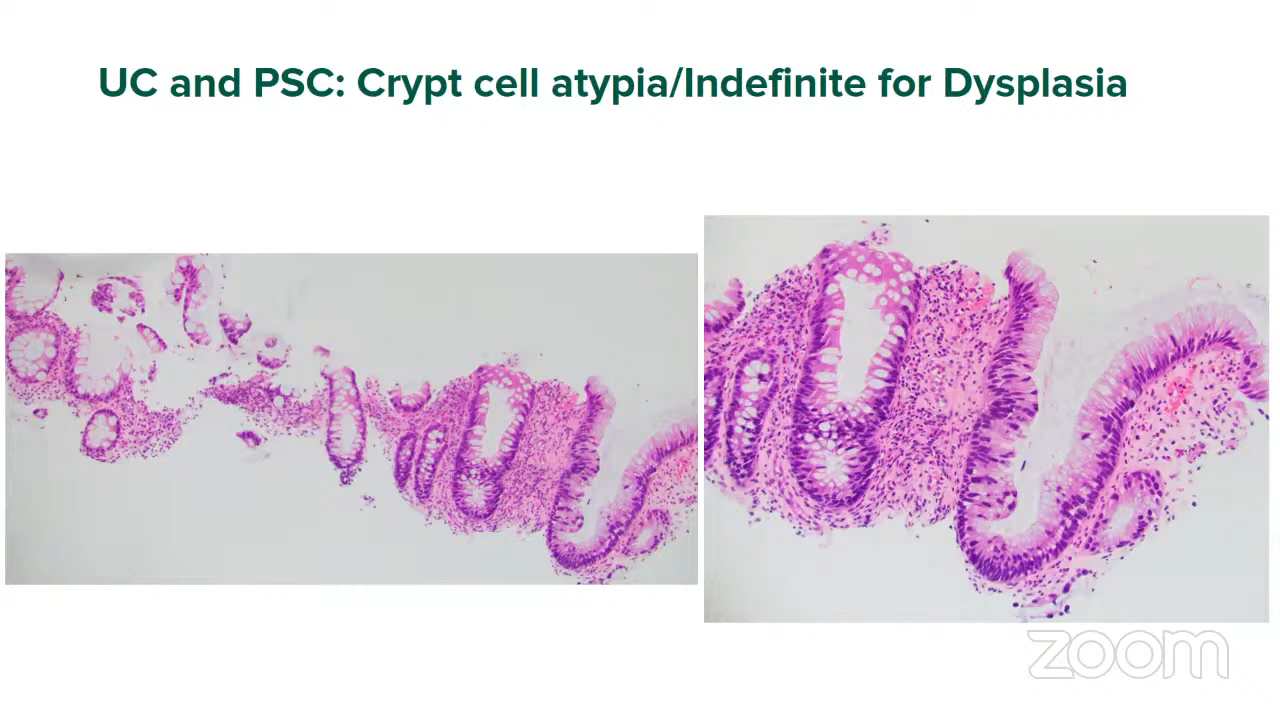 UC and PSC: Crypt cell atypia/Indefinite for Dysplasia
zoom